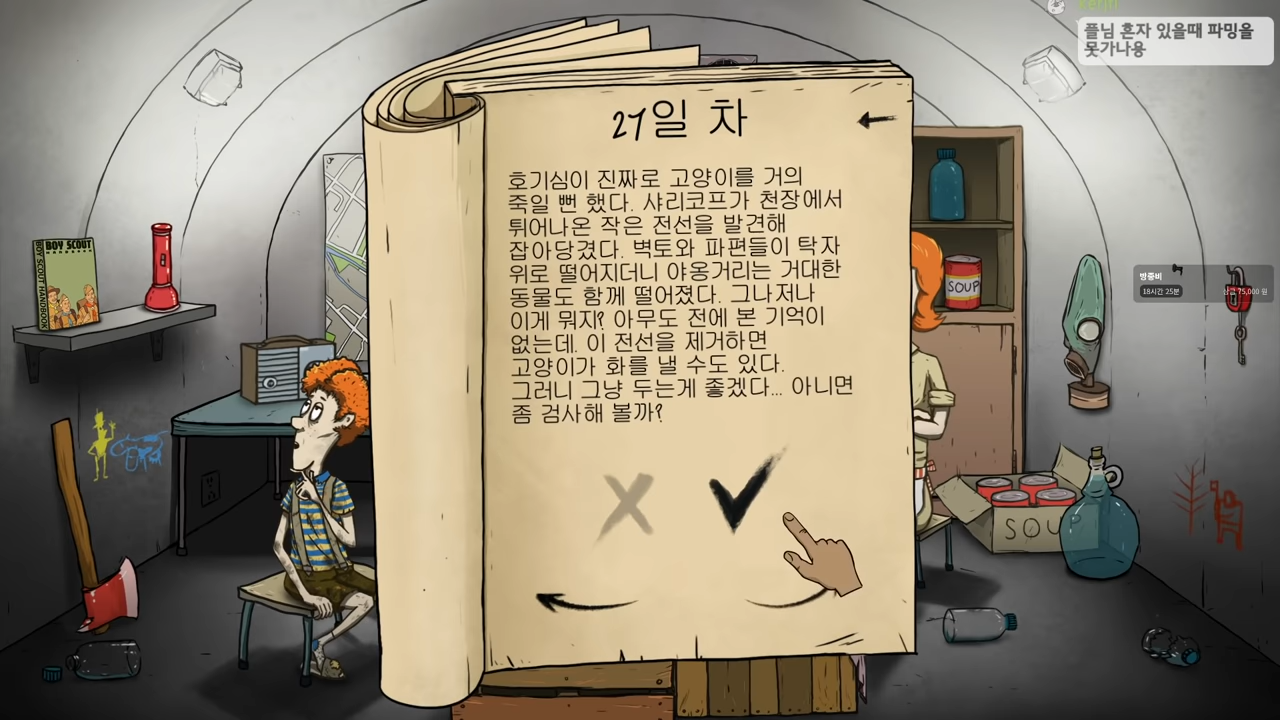 플님 혼자 있을때 파밍을
못가나용
27일 차
호기심이 진짜로 고양이를 거의
죽일 뻔 했다. 샤리코프가 천장에서
튀어나온 작은 전선을 발견해
잡아당겼다. 벽토와 파편들이 탁자
위로 떨어지더니 야옹거리는 거대한
동물도 함께 떨어졌다. 그나저나
이게 뭐지? 아무도 전에 본 기억이
없는데. 이 전선을 제거하면
고양이가 화를 낼 수도 있다.
그러니 그냥 두는게 좋겠다... 아니면
좀 검사해 볼까?
BOY SCOUT
BOY SCOUT HANDBOOK
SOUP
방종비
18시간 25분
75,000 원
SOU